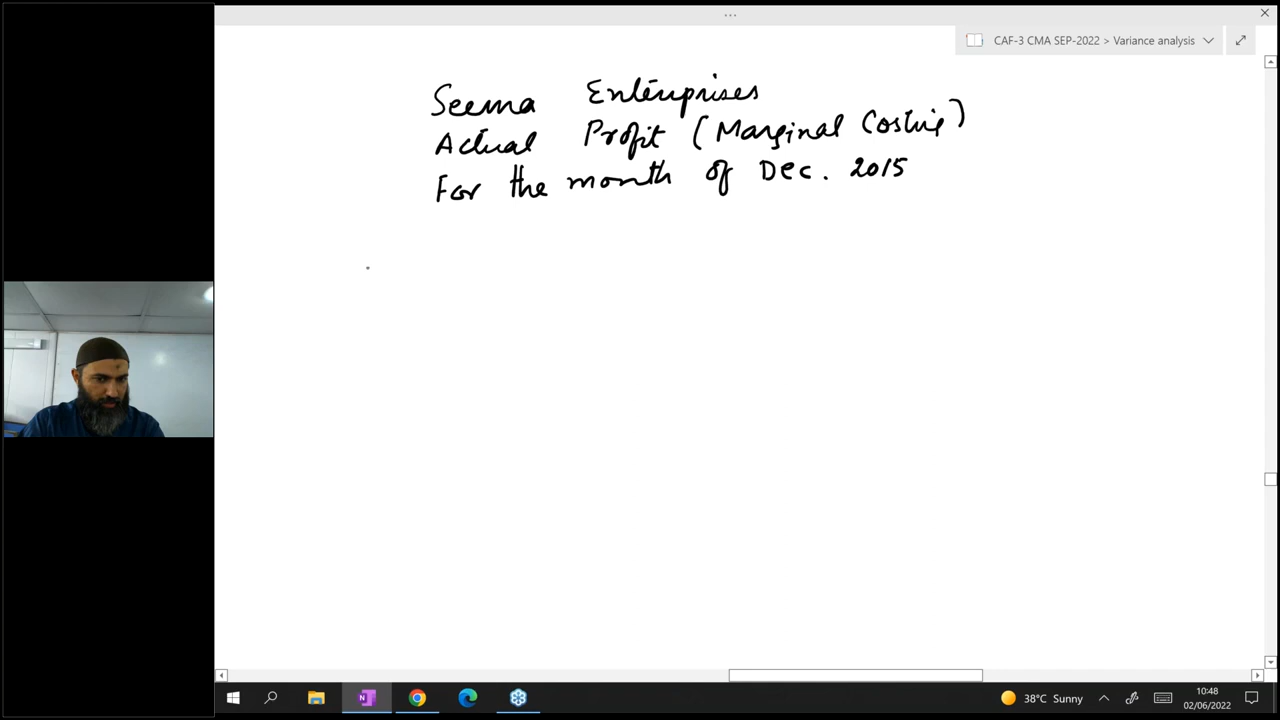 CAF-3 CMA SEP-2022 > Variance analysis
Seema Enterprises
Actual Profit (Marginal Costing)
For the month of Dec. 2015
38°C Sunny
10:48
02/06/2022